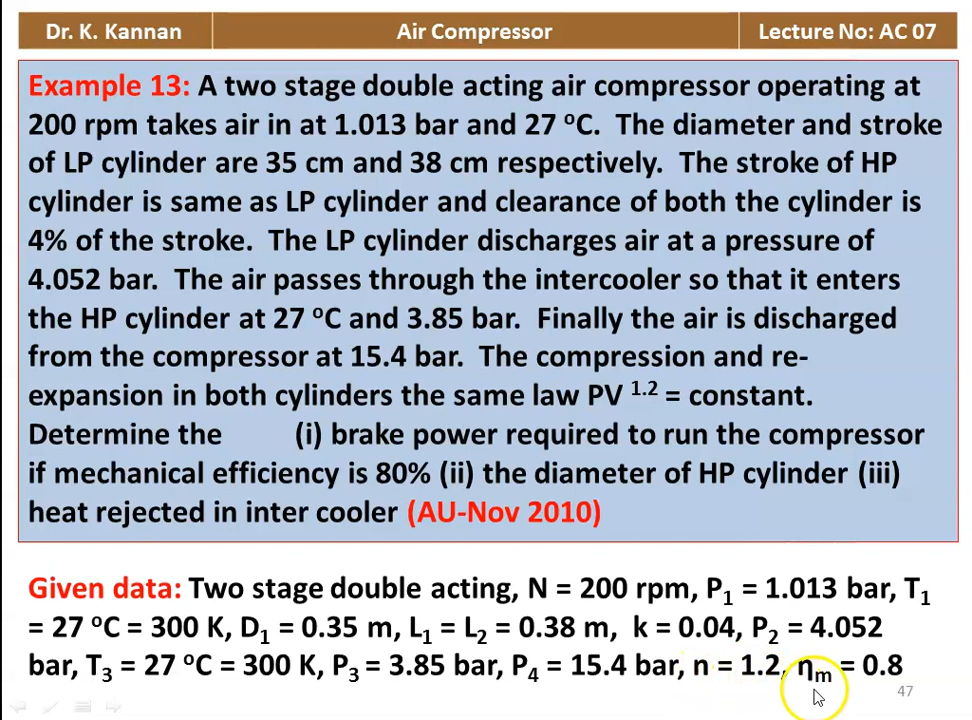 Dr. K. Kannan Air Compressor Lecture No: AC 07
Example 13: A two stage double acting air compressor operating at
200 rpm takes air in at 1.013 bar and 27 ᵒC. The diameter and stroke
of LP cylinder are 35 cm and 38 cm respectively. The stroke of HP
cylinder is same as LP cylinder and clearance of both the cylinder is
4% of the stroke. The LP cylinder discharges air at a pressure of
4.052 bar. The air passes through the intercooler so that it enters
the HP cylinder at 27 ᵒC and 3.85 bar. Finally the air is discharged
from the compressor at 15.4 bar. The compression and re-
expansion in both cylinders the same law PV ¹·² = constant.
Determine the (i) brake power required to run the compressor
if mechanical efficiency is 80% (ii) the diameter of HP cylinder (iii)
heat rejected in inter cooler (AU-Nov 2010)
Given data: Two stage double acting, N = 200 rpm, P₁ = 1.013 bar, T₁
= 27 ᵒC = 300 K, D₁ = 0.35 m, L₁ = L₂ = 0.38 m, k = 0.04, P₂ = 4.052
bar, T₃ = 27 ᵒC = 300 K, P₃ = 3.85 bar, P₄ = 15.4 bar, n = 1.2, ηₘ = 0.8
47